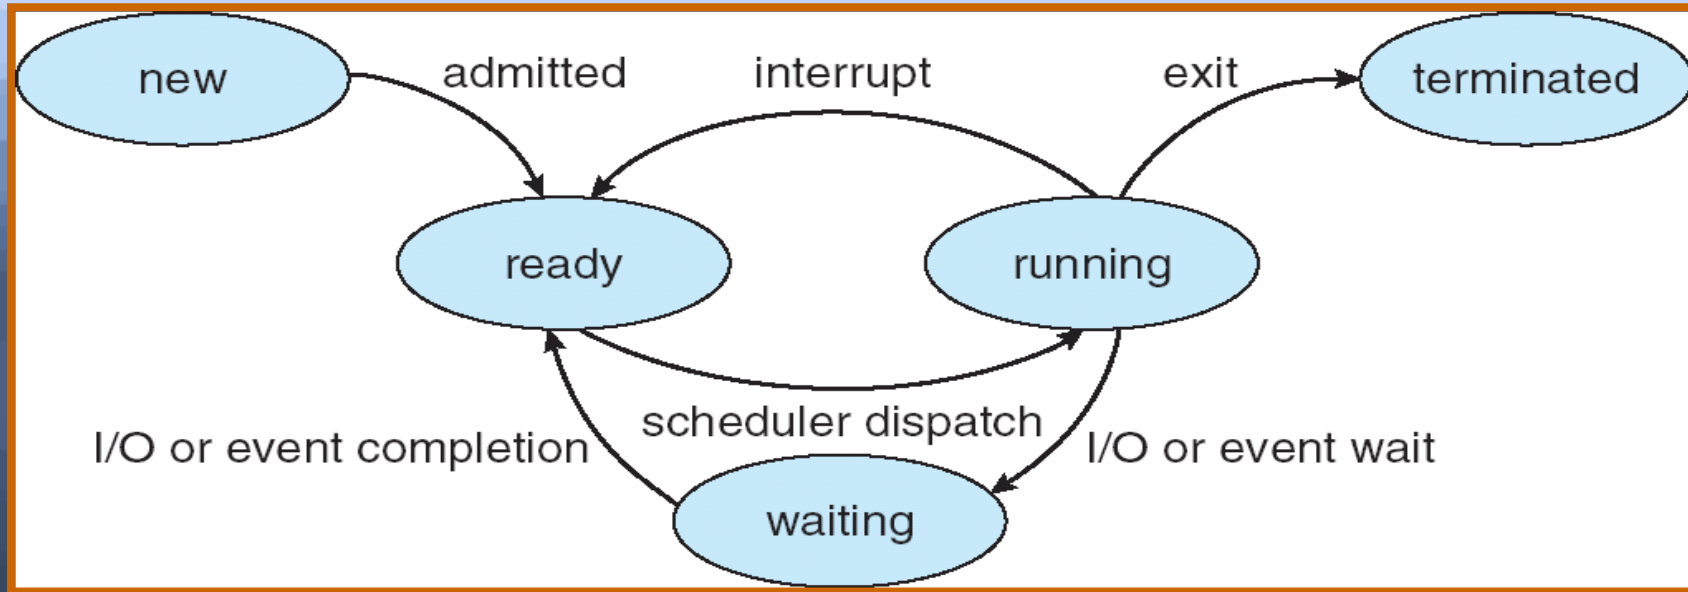 new
admitted
interrupt
exit
terminated
ready
running
scheduler dispatch
I/O or event completion
I/O or event wait
waiting